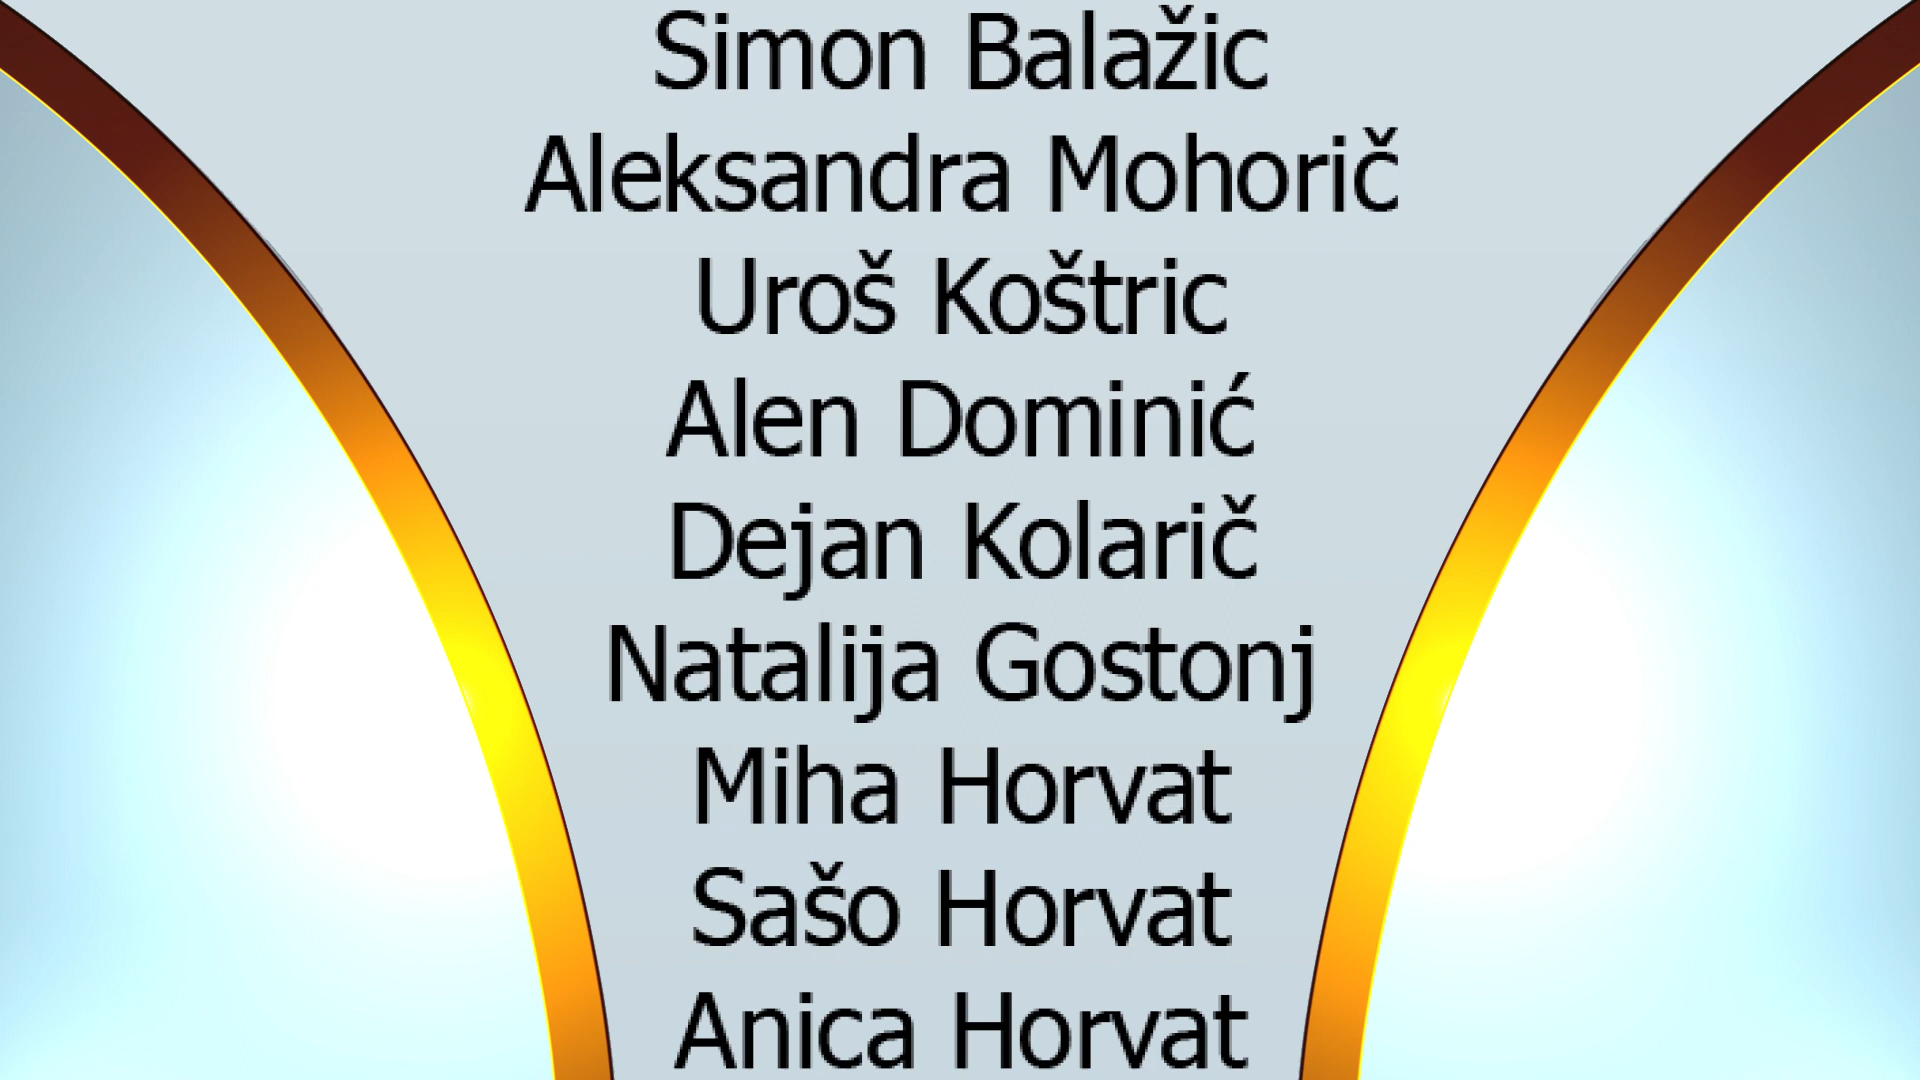 Simon Balažic
Aleksandra Mohorič
Uroš Koštric
Alen Dominić
Dejan Kolarič
Natalija Gostonj
Miha Horvat
Sašo Horvat
Anica Horvat